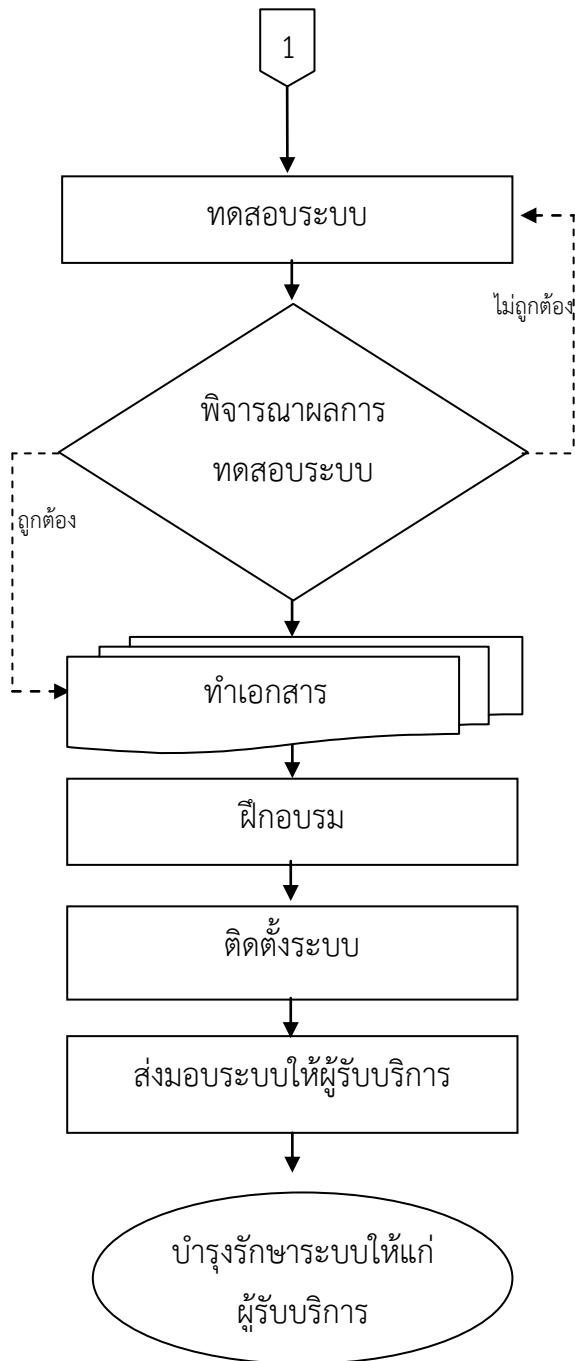 1
ทดสอบระบบ
ไม่ถูกต้อง
พิจารณาผลการ
ทดสอบระบบ
ถูกต้อง
ทำเอกสาร
ฝึกอบรม
ติดตั้งระบบ
ส่งมอบระบบให้ผู้รับบริการ
บำรุงรักษาระบบให้แก่
ผู้รับบริการ